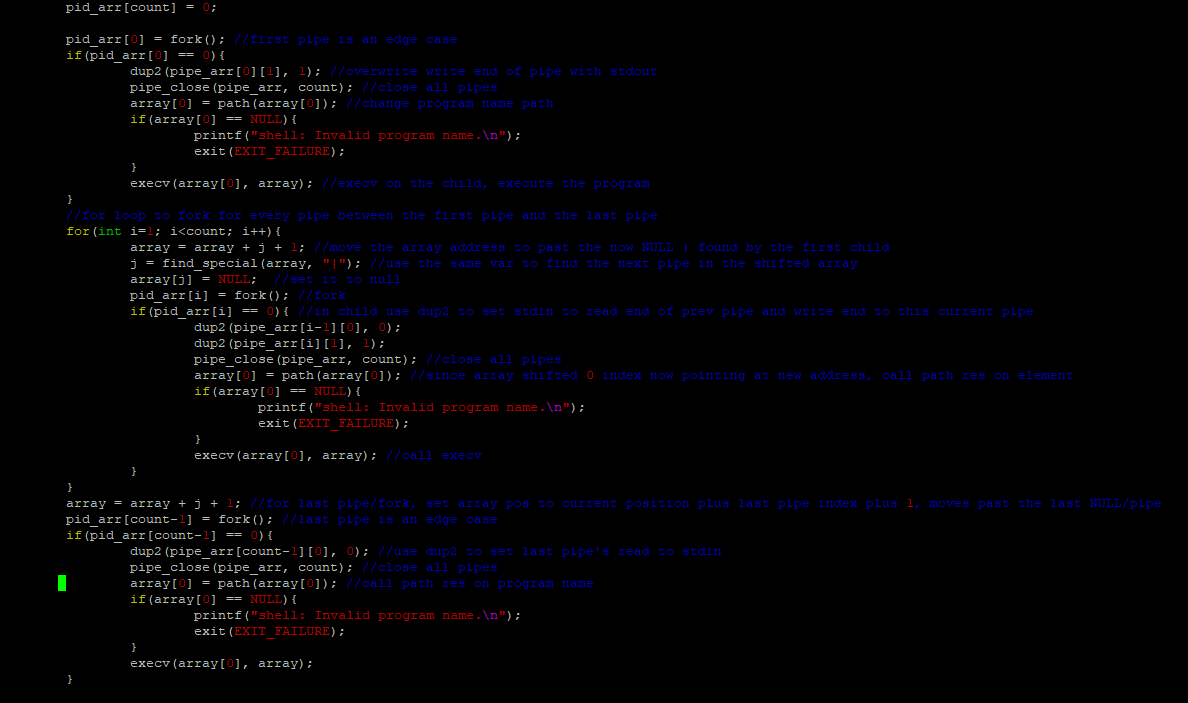 pid_arr[count] = 0;
pid_arr[0] = fork(); //first pipe is an edge case
if(pid_arr[0] == 0){
dup2(pipe_arr[0][1], 1); //overwrite write end of pipe with stdout
pipe_close(pipe_arr, count); //close all pipes
array[0] = path(array[0]); //change program name path
if(array[0] == NULL){
printf("shell: Invalid program name.\n");
exit(EXIT_FAILURE);
}
execv(array[0], array); //execv on the child, execute the program
}
//for loop to fork for every pipe between the first pipe and the last pipe
for(int i=1; i<count; i++){
array = array + j + 1; //move the array address to past the now NULL | found by the first child
j = find_special(array, "|"); //use the same var to find the next pipe in the shifted array
array[j] = NULL; //set it to null
pid_arr[i] = fork(); //fork
if(pid_arr[i] == 0){ //in child use dup2 to set stdin to read end of prev pipe and write end to this current pipe
dup2(pipe_arr[i-1][0], 0);
dup2(pipe_arr[i][1], 1);
pipe_close(pipe_arr, count); //close all pipes
array[0] = path(array[0]); //since array shifted 0 index now pointing at new address, call path res on element
if(array[0] == NULL){
printf("shell: Invalid program name.\n");
exit(EXIT_FAILURE);
}
execv(array[0], array); //call execv
}
}
array = array + j + 1; //for last pipe/fork, set array pos to current position plus last pipe index plus 1, moves past the last NULL/pipe
pid_arr[count-1] = fork(); //last pipe is an edge case
if(pid_arr[count-1] == 0){
dup2(pipe_arr[count-1][0], 0); //use dup2 to set last pipe's read to stdin
pipe_close(pipe_arr, count); //close all pipes
array[0] = path(array[0]); //call path res on program name
if(array[0] == NULL){
printf("shell: Invalid program name.\n");
exit(EXIT_FAILURE);
}
execv(array[0], array);
}